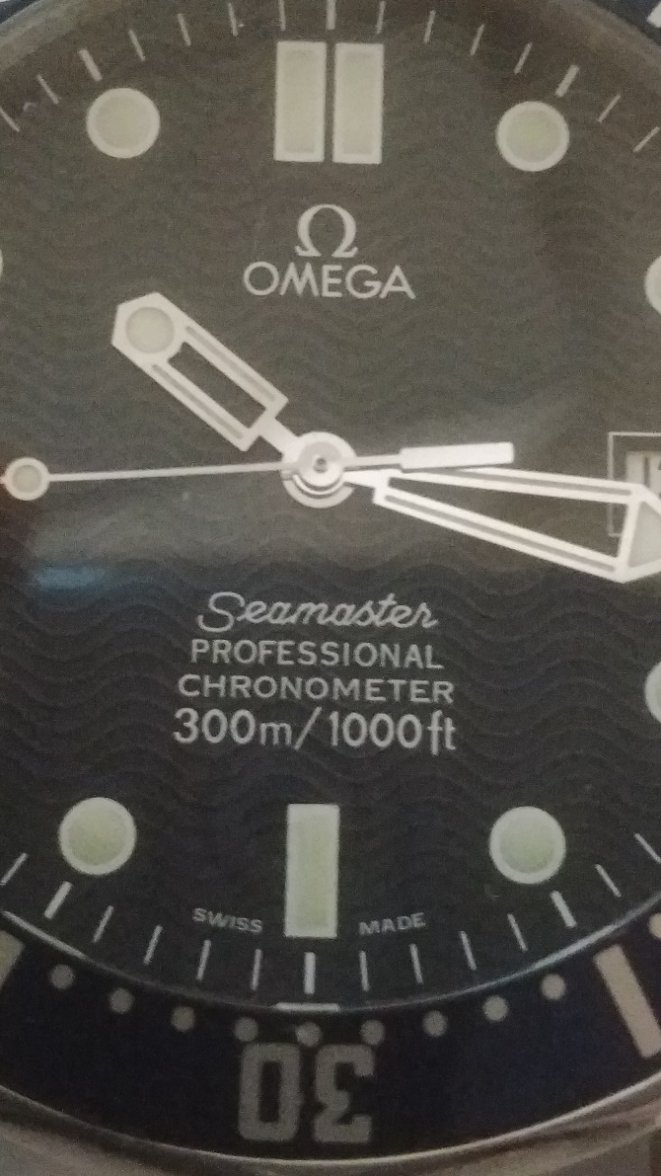 Ω
OMEGA
Seamaster
PROFESSIONAL
CHRONOMETER
300m/1000ft
SWISS MADE
30